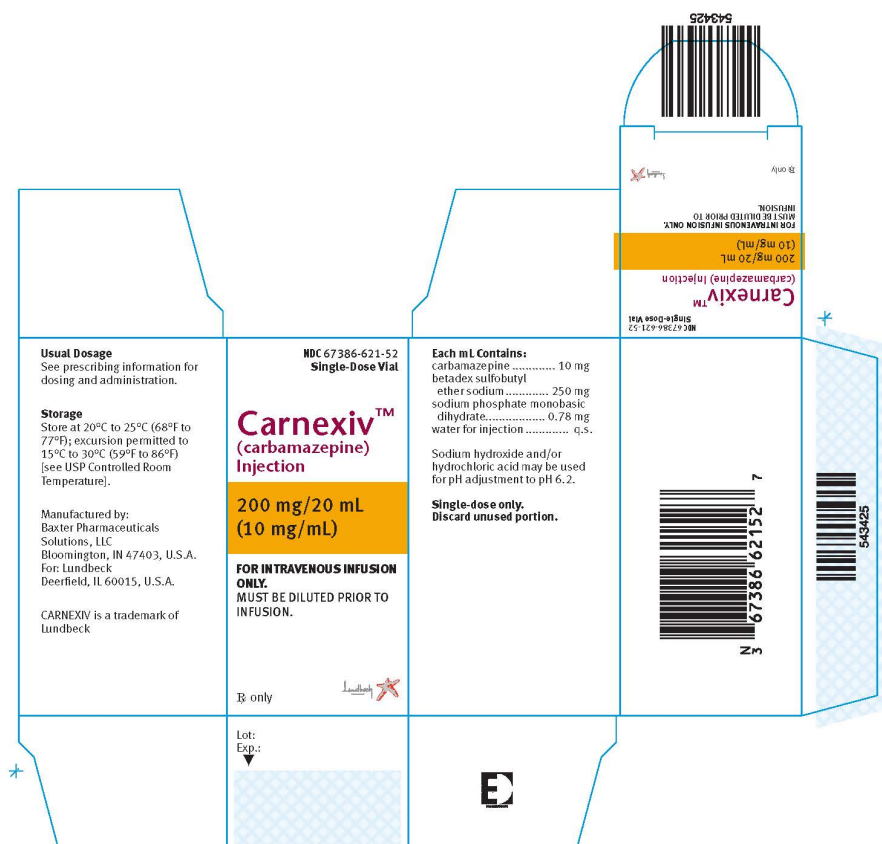 543425
℞ only
Lundbeck
FOR INTRAVENOUS INFUSION ONLY.
MUST BE DILUTED PRIOR TO
INFUSION.
200 mg/20 mL
(10 mg/mL)
Carnexiv™
(carbamazepine) Injection
NDC 67386-621-52
Single-Dose Vial
Usual Dosage
See prescribing information for
dosing and administration.
Storage
Store at 20°C to 25°C (68°F to
77°F); excursion permitted to
15°C to 30°C (59°F to 86°F)
[see USP Controlled Room
Temperature].
Manufactured by:
Baxter Pharmaceuticals
Solutions, LLC
Bloomington, IN 47403, U.S.A.
For: Lundbeck
Deerfield, IL 60015, U.S.A.
CARNEXIV is a trademark of
Lundbeck
NDC 67386-621-52
Single-Dose Vial
Carnexiv™
(carbamazepine)
Injection
200 mg/20 mL
(10 mg/mL)
FOR INTRAVENOUS INFUSION
ONLY.
MUST BE DILUTED PRIOR TO
INFUSION.
℞ only
Lundbeck
Lot:
Exp.:
Each mL Contains:
carbamazepine ............. 10 mg
betadex sulfobutyl
ether sodium ............. 250 mg
sodium phosphate monobasic
dihydrate.................. 0.78 mg
water for injection ............. q.s.
Sodium hydroxide and/or
hydrochloric acid may be used
for pH adjustment to pH 6.2.
Single-dose only.
Discard unused portion.
N
3 67386 62152 7
543425